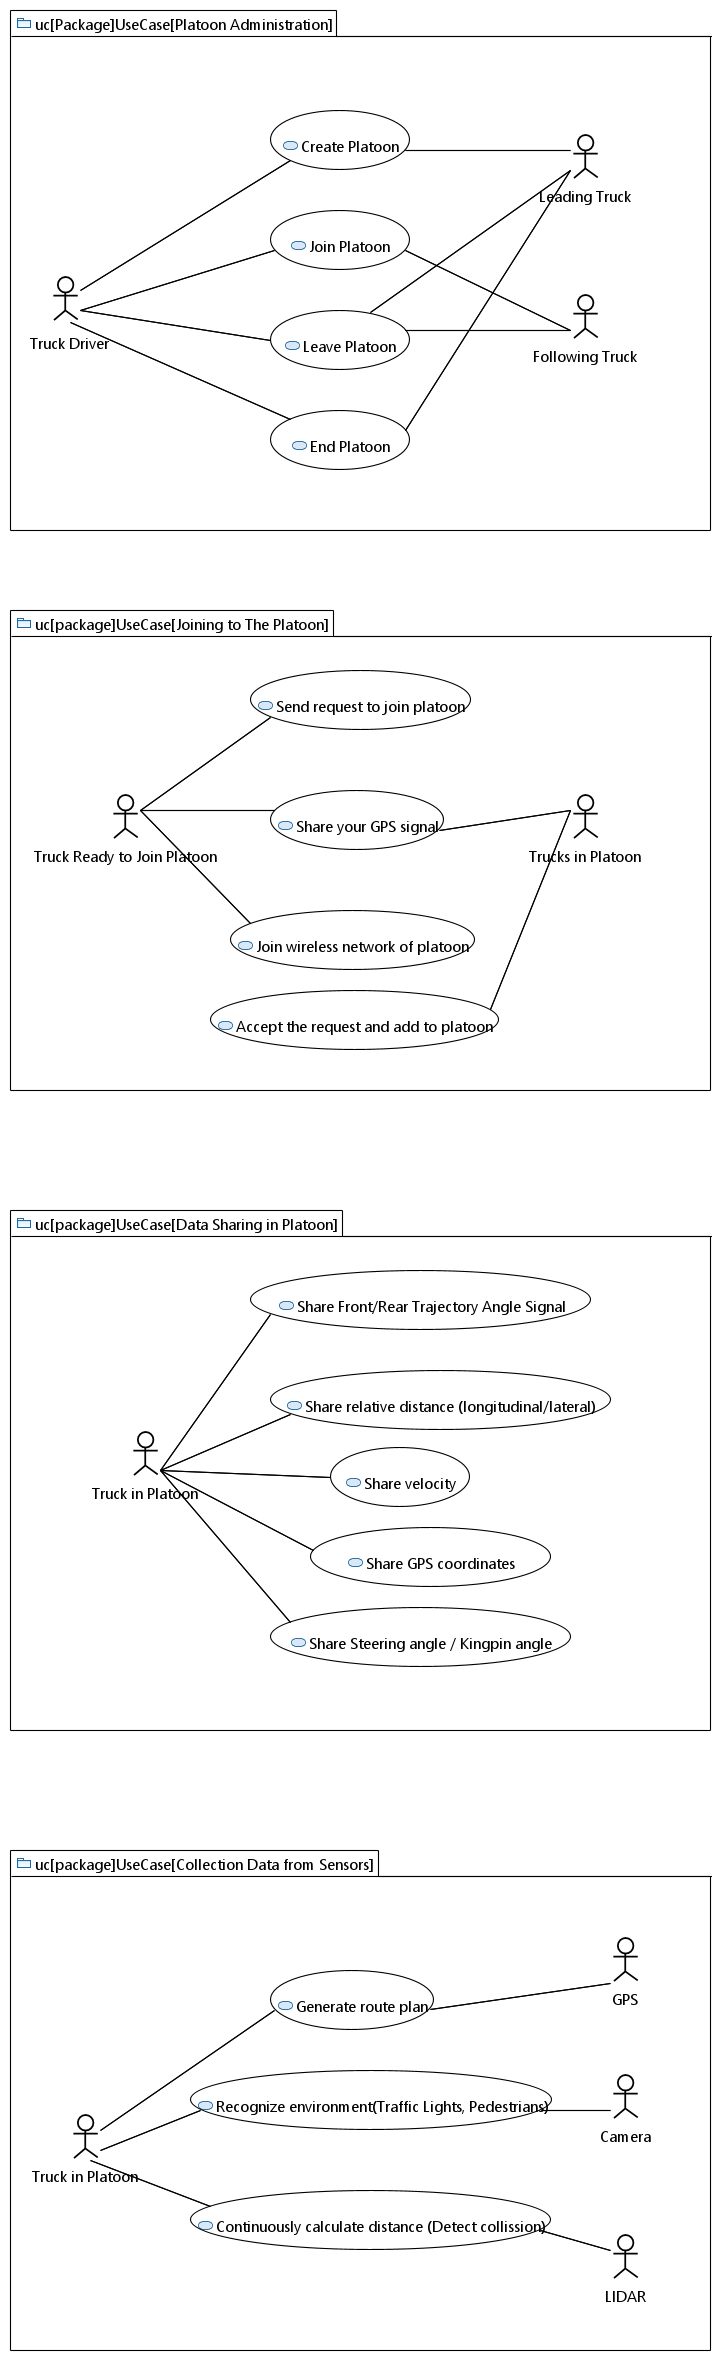 uc[Package]UseCase[Platoon Administration]
Create Platoon
Leading Truck
Join Platoon
Truck Driver
Leave Platoon
Following Truck
End Platoon
uc[package]UseCase[Joining to The Platoon]
Send request to join platoon
Share your GPS signal
Truck Ready to Join Platoon
Trucks in Platoon
Join wireless network of platoon
Accept the request and add to platoon
uc[package]UseCase[Data Sharing in Platoon]
Share Front/Rear Trajectory Angle Signal
Share relative distance (longitudinal/lateral)
Share velocity
Truck in Platoon
Share GPS coordinates
Share Steering angle / Kingpin angle
uc[package]UseCase[Collection Data from Sensors]
GPS
Generate route plan
Recognize environment(Traffic Lights, Pedestrians)
Camera
Truck in Platoon
Continuously calculate distance (Detect collission)
LIDAR